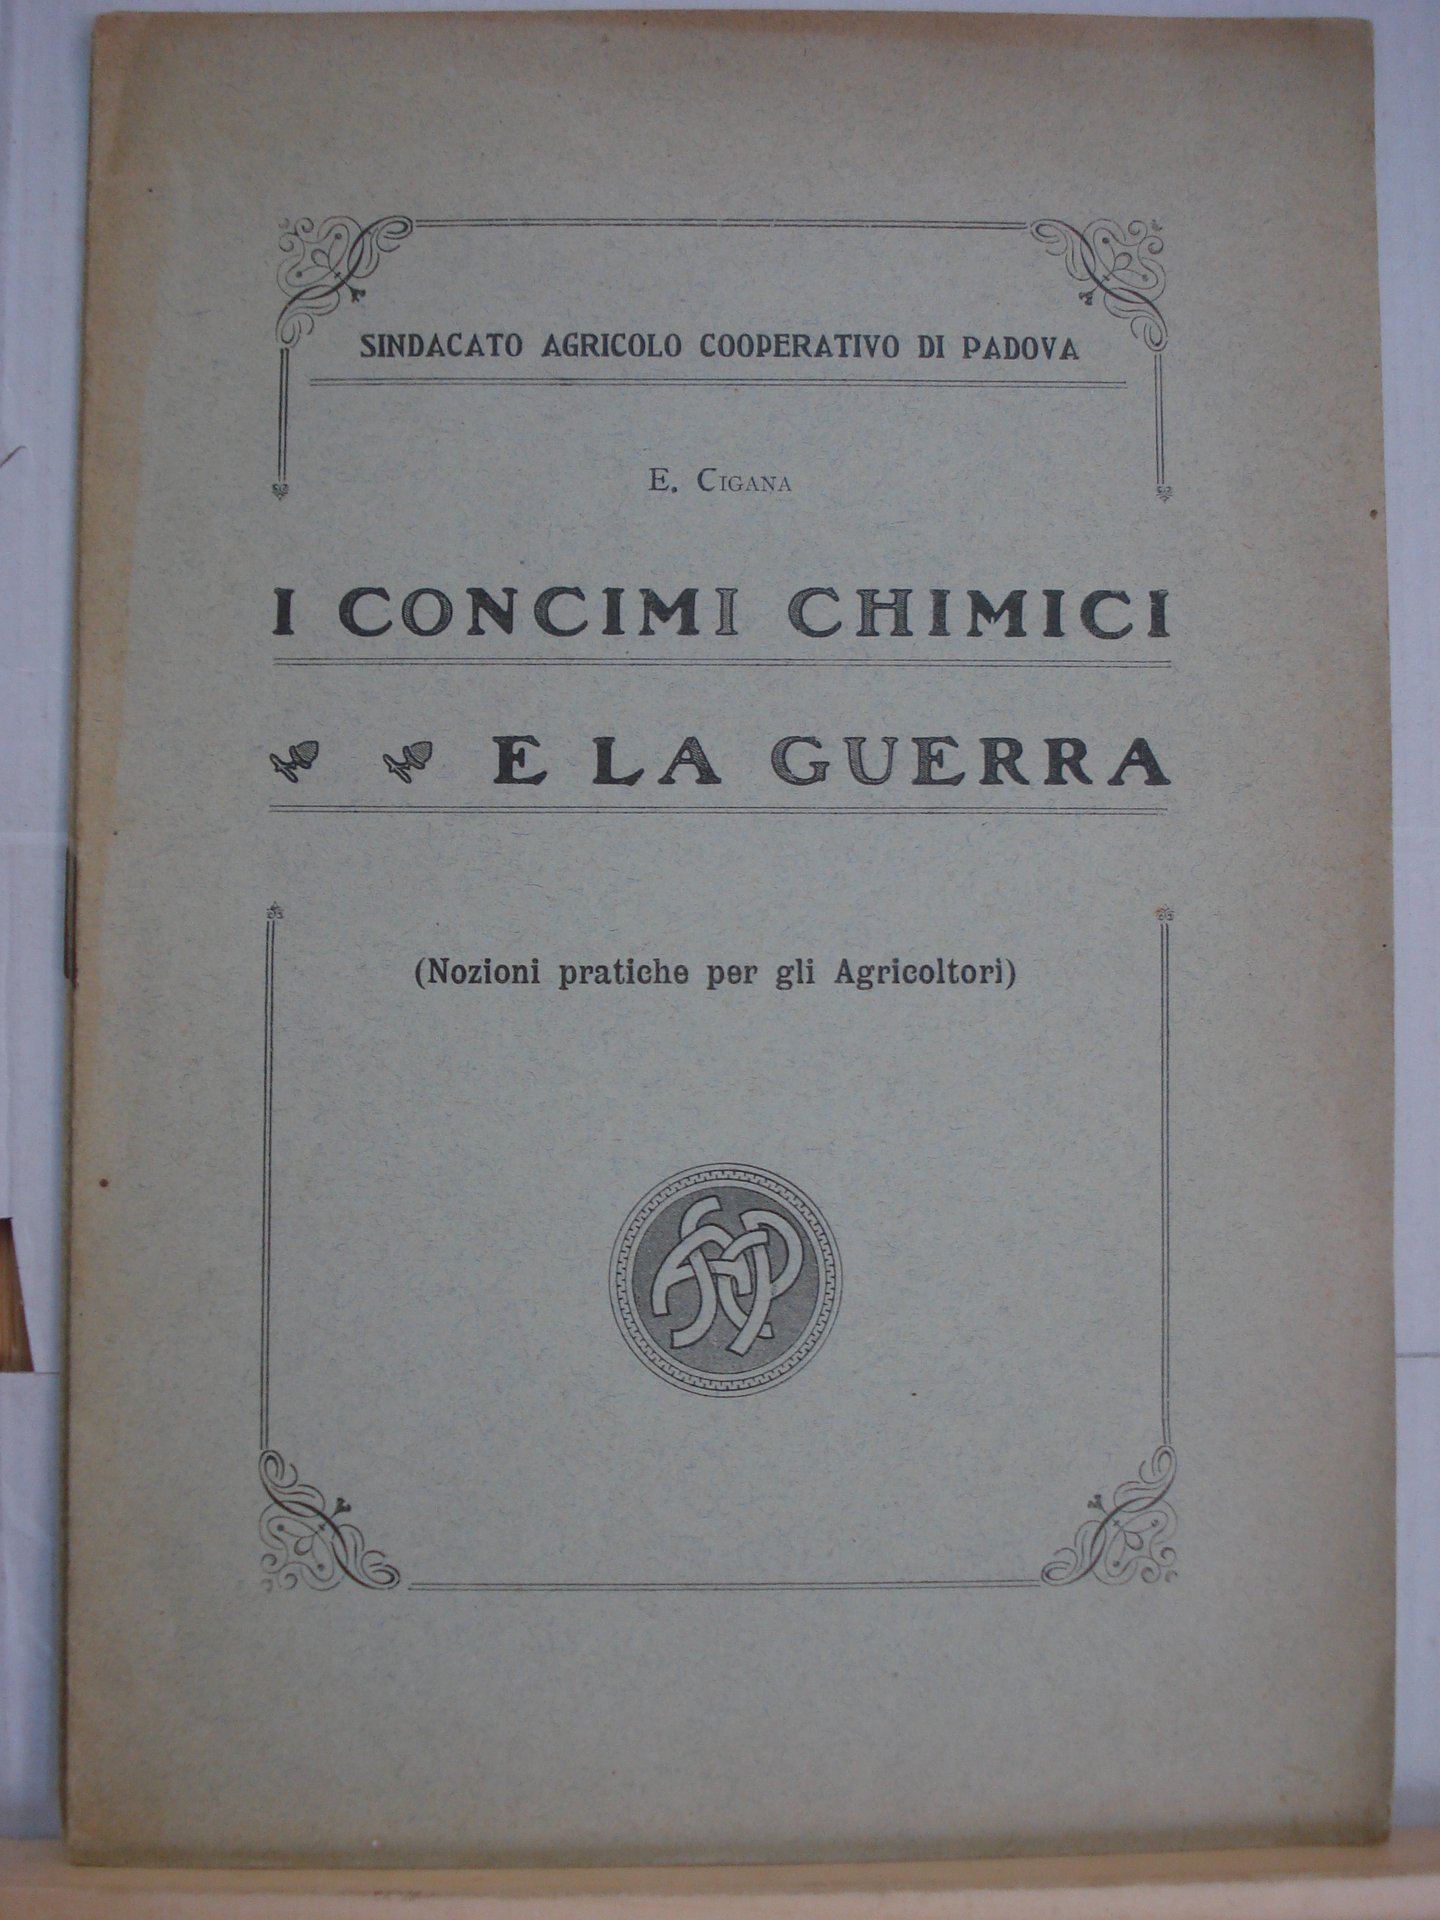 SINDACATO AGRICOLO COOPERATIVO DI PADOVA
E. CIGANA
I CONCIMI CHIMICI
E LA GUERRA
(Nozioni pratiche per gli Agricoltori)